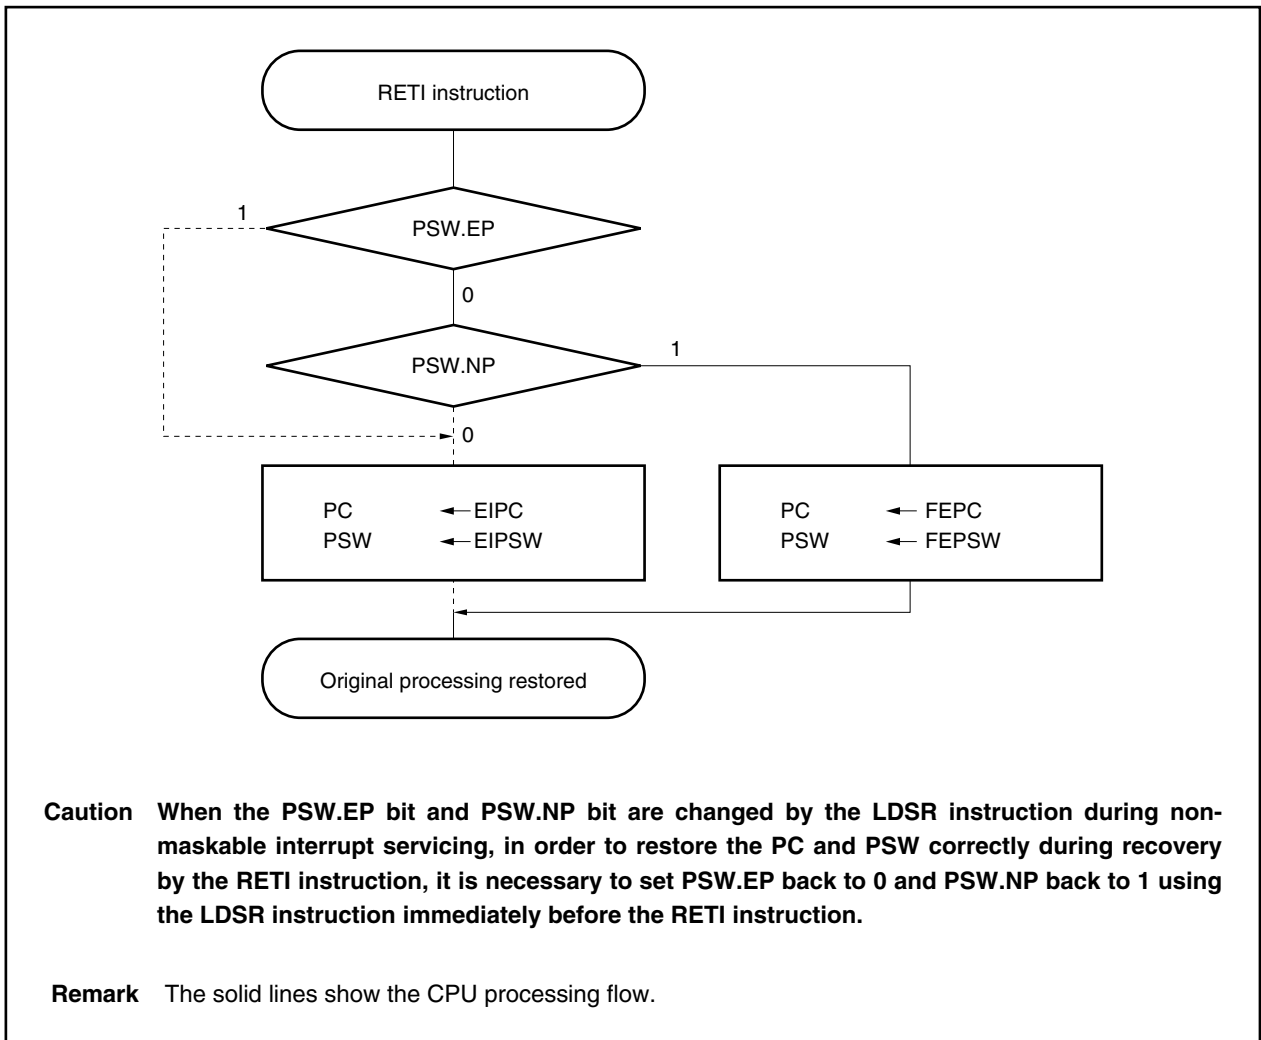 RETI instruction
1
PSW.EP
0
PSW.NP
1
0
PC ← EIPC
PSW ← EIPSW
PC ← FEPC
PSW ← FEPSW
Original processing restored
Caution When the PSW.EP bit and PSW.NP bit are changed by the LDSR instruction during non-
maskable interrupt servicing, in order to restore the PC and PSW correctly during recovery
by the RETI instruction, it is necessary to set PSW.EP back to 0 and PSW.NP back to 1 using
the LDSR instruction immediately before the RETI instruction.
Remark The solid lines show the CPU processing flow.